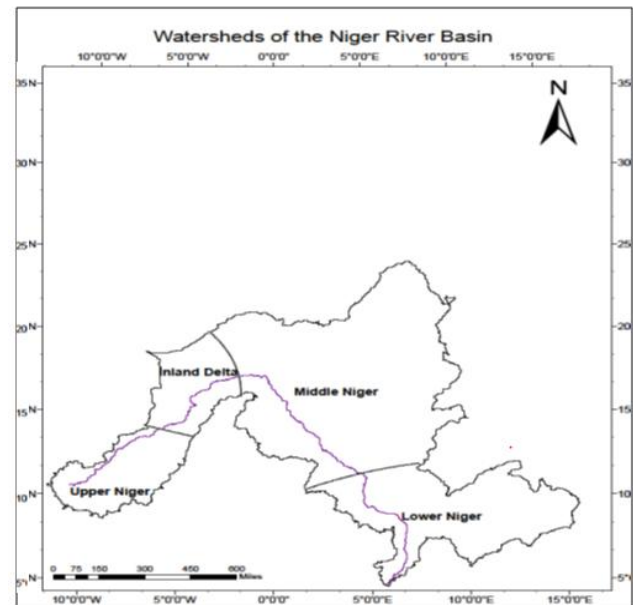 Watersheds of the Niger River Basin
10°0'0"W 5°0'0"W 0°0'0" 5°0'0"E 10°0'0"E 15°0'0"E
N
35°N 35°N
30°N 30°N
25°N 25°N
20°N 20°N
Inland Delta
Middle Niger
15°N 15°N
Upper Niger
10°N 10°N
Lower Niger
0 75 150 300 450 600
Miles
5°N 5°N
10°0'0"W 5°0'0"W 0°0'0" 5°0'0"E 10°0'0"E 15°0'0"E